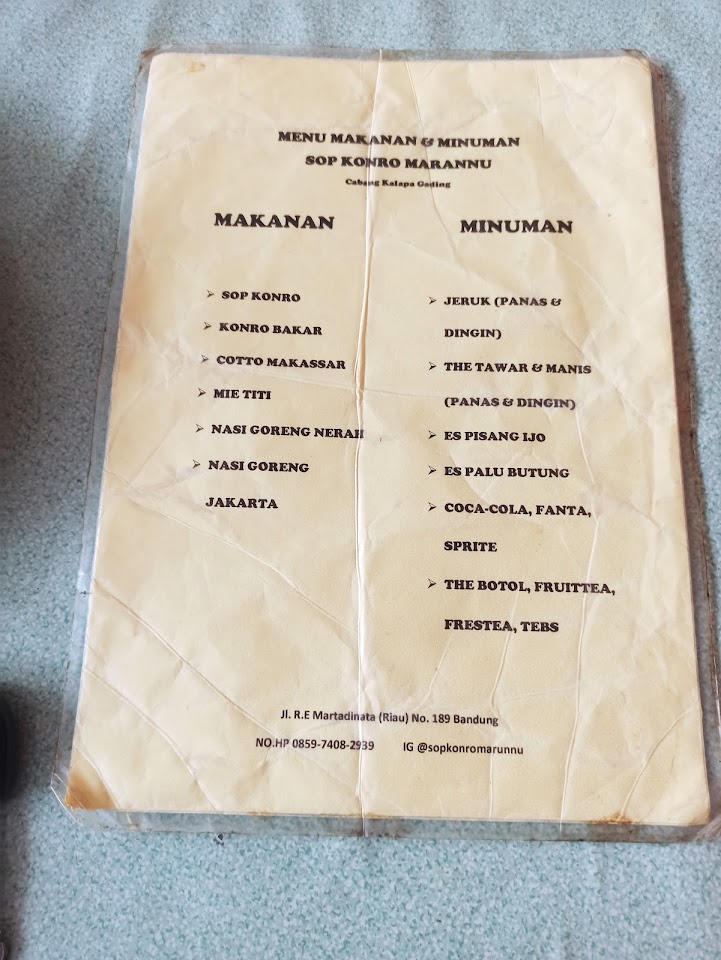 MENU MAKANAN & MINUMAN
SOP KONRO MARANNU
Cabang Kalapa Gading
MAKANAN
➢ SOP KONRO
➢ KONRO BAKAR
➢ COTTO MAKASSAR
➢ MIE TITI
➢ NASI GORENG NERAH
➢ NASI GORENG
JAKARTA
MINUMAN
➢ JERUK (PANAS &
DINGIN)
➢ THE TAWAR & MANIS
(PANAS & DINGIN)
➢ ES PISANG IJO
➢ ES PALU BUTUNG
➢ COCA-COLA, FANTA,
SPRITE
➢ THE BOTOL, FRUITTEA,
FRESTEA, TEBS
Jl. R.E Martadinata (Riau) No. 189 Bandung
NO.HP 0859-7408-2939 IG @sopkonromarunnu